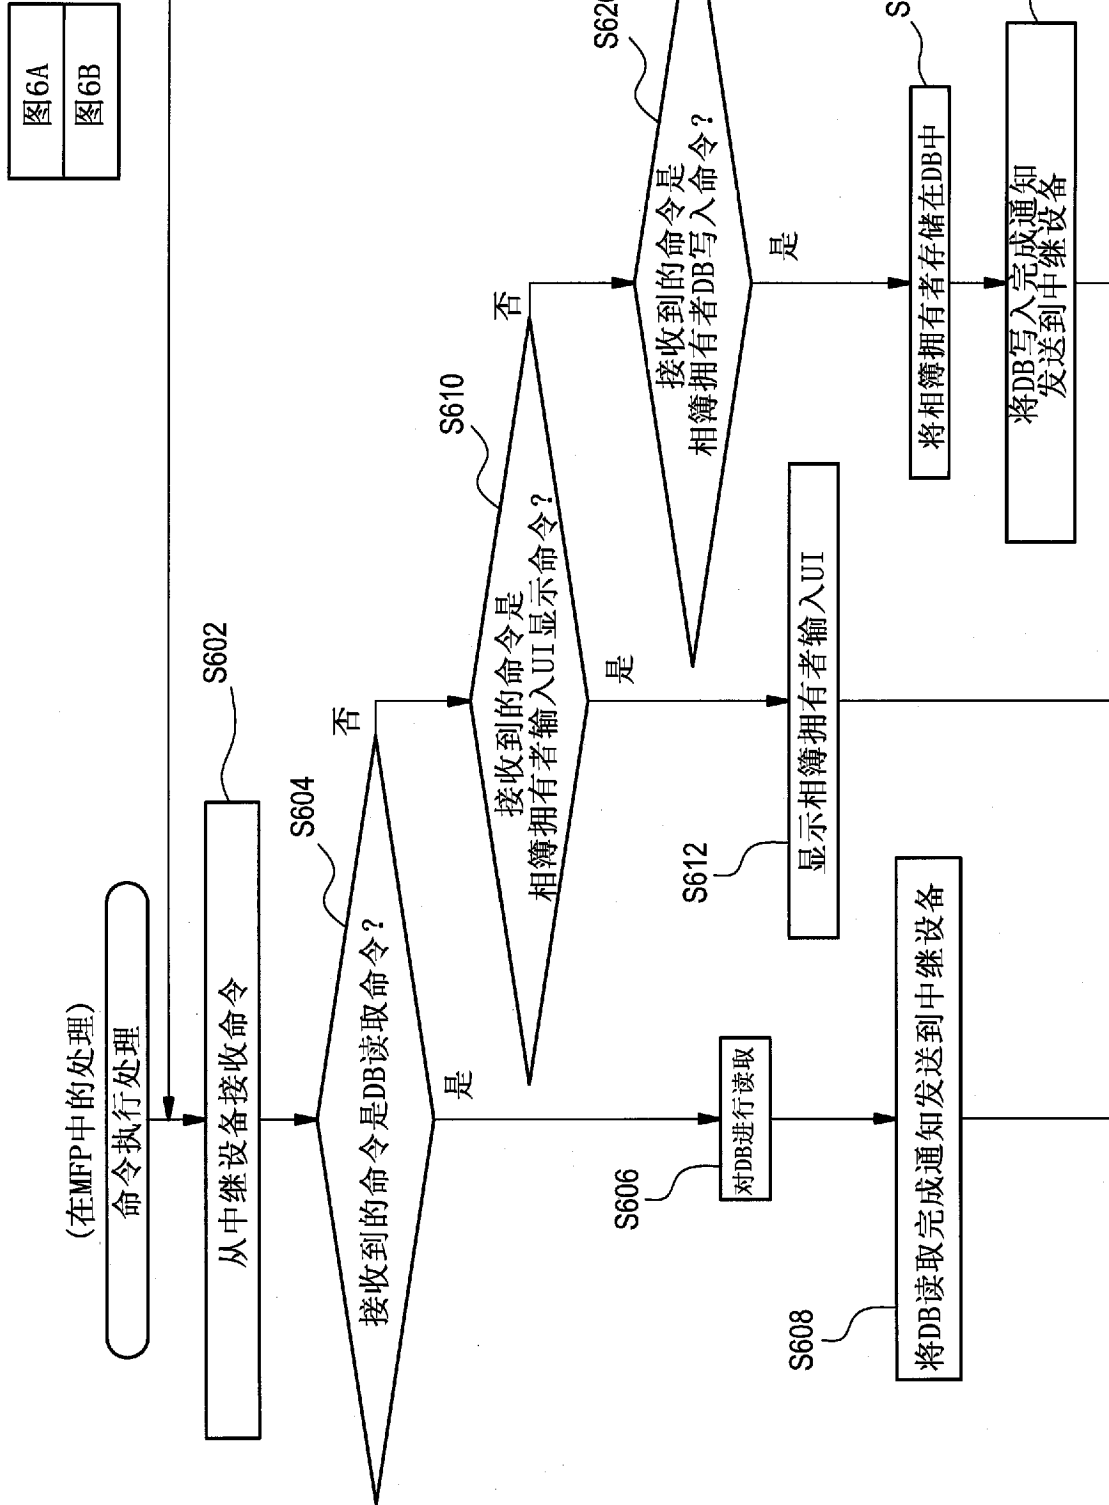 图6A
图6B
(在MFP中的处理)
命令执行处理
S602
从中继设备接收命令
S604
接收到的命令是DB读取命令?
否
是
S606
对DB进行读取
S608
将DB读取完成通知发送到中继设备
S610
接收到的命令是
相簿拥有者输入UI显示命令?
否
是
S612
显示相簿拥有者输入UI
接收到的命令是
相簿拥有者DB写入命令?
是
将相簿拥有者存储在DB中
将DB写入完成通知
发送到中继设备